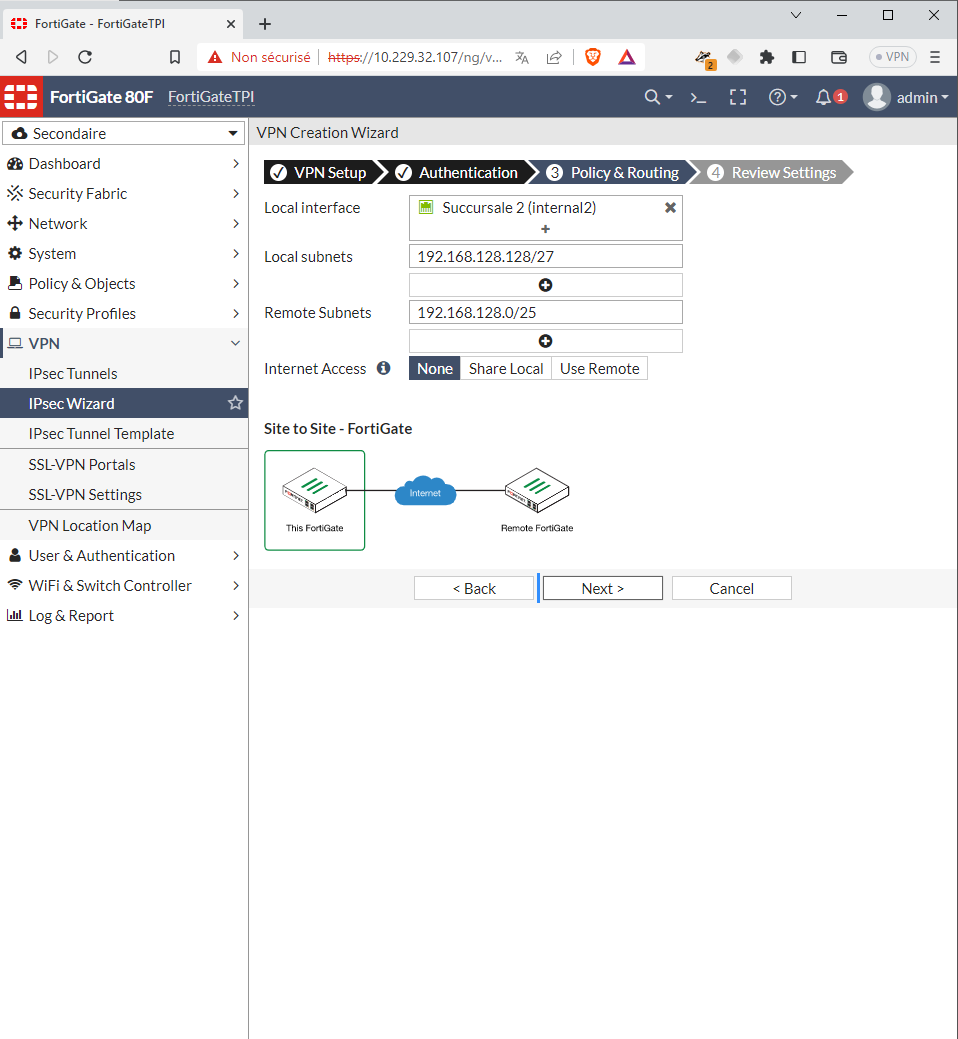 FortiGate - FortiGateTPI
Non sécurisé https://10.229.32.107/ng/v... 2 VPN
FortiGate 80F FortiGateTPI 1 admin
Secondaire
VPN Creation Wizard
Dashboard
Security Fabric
Network
System
Policy & Objects
Security Profiles
VPN
IPsec Tunnels
IPsec Wizard
IPsec Tunnel Template
SSL-VPN Portals
SSL-VPN Settings
VPN Location Map
User & Authentication
WiFi & Switch Controller
Log & Report
VPN Setup Authentication 3 Policy & Routing 4 Review Settings
Local interface Succursale 2 (internal2)
+
Local subnets 192.168.128.128/27
Remote Subnets 192.168.128.0/25
Internet Access None Share Local Use Remote
Site to Site - FortiGate
Internet
This FortiGate Remote FortiGate
< Back Next > Cancel